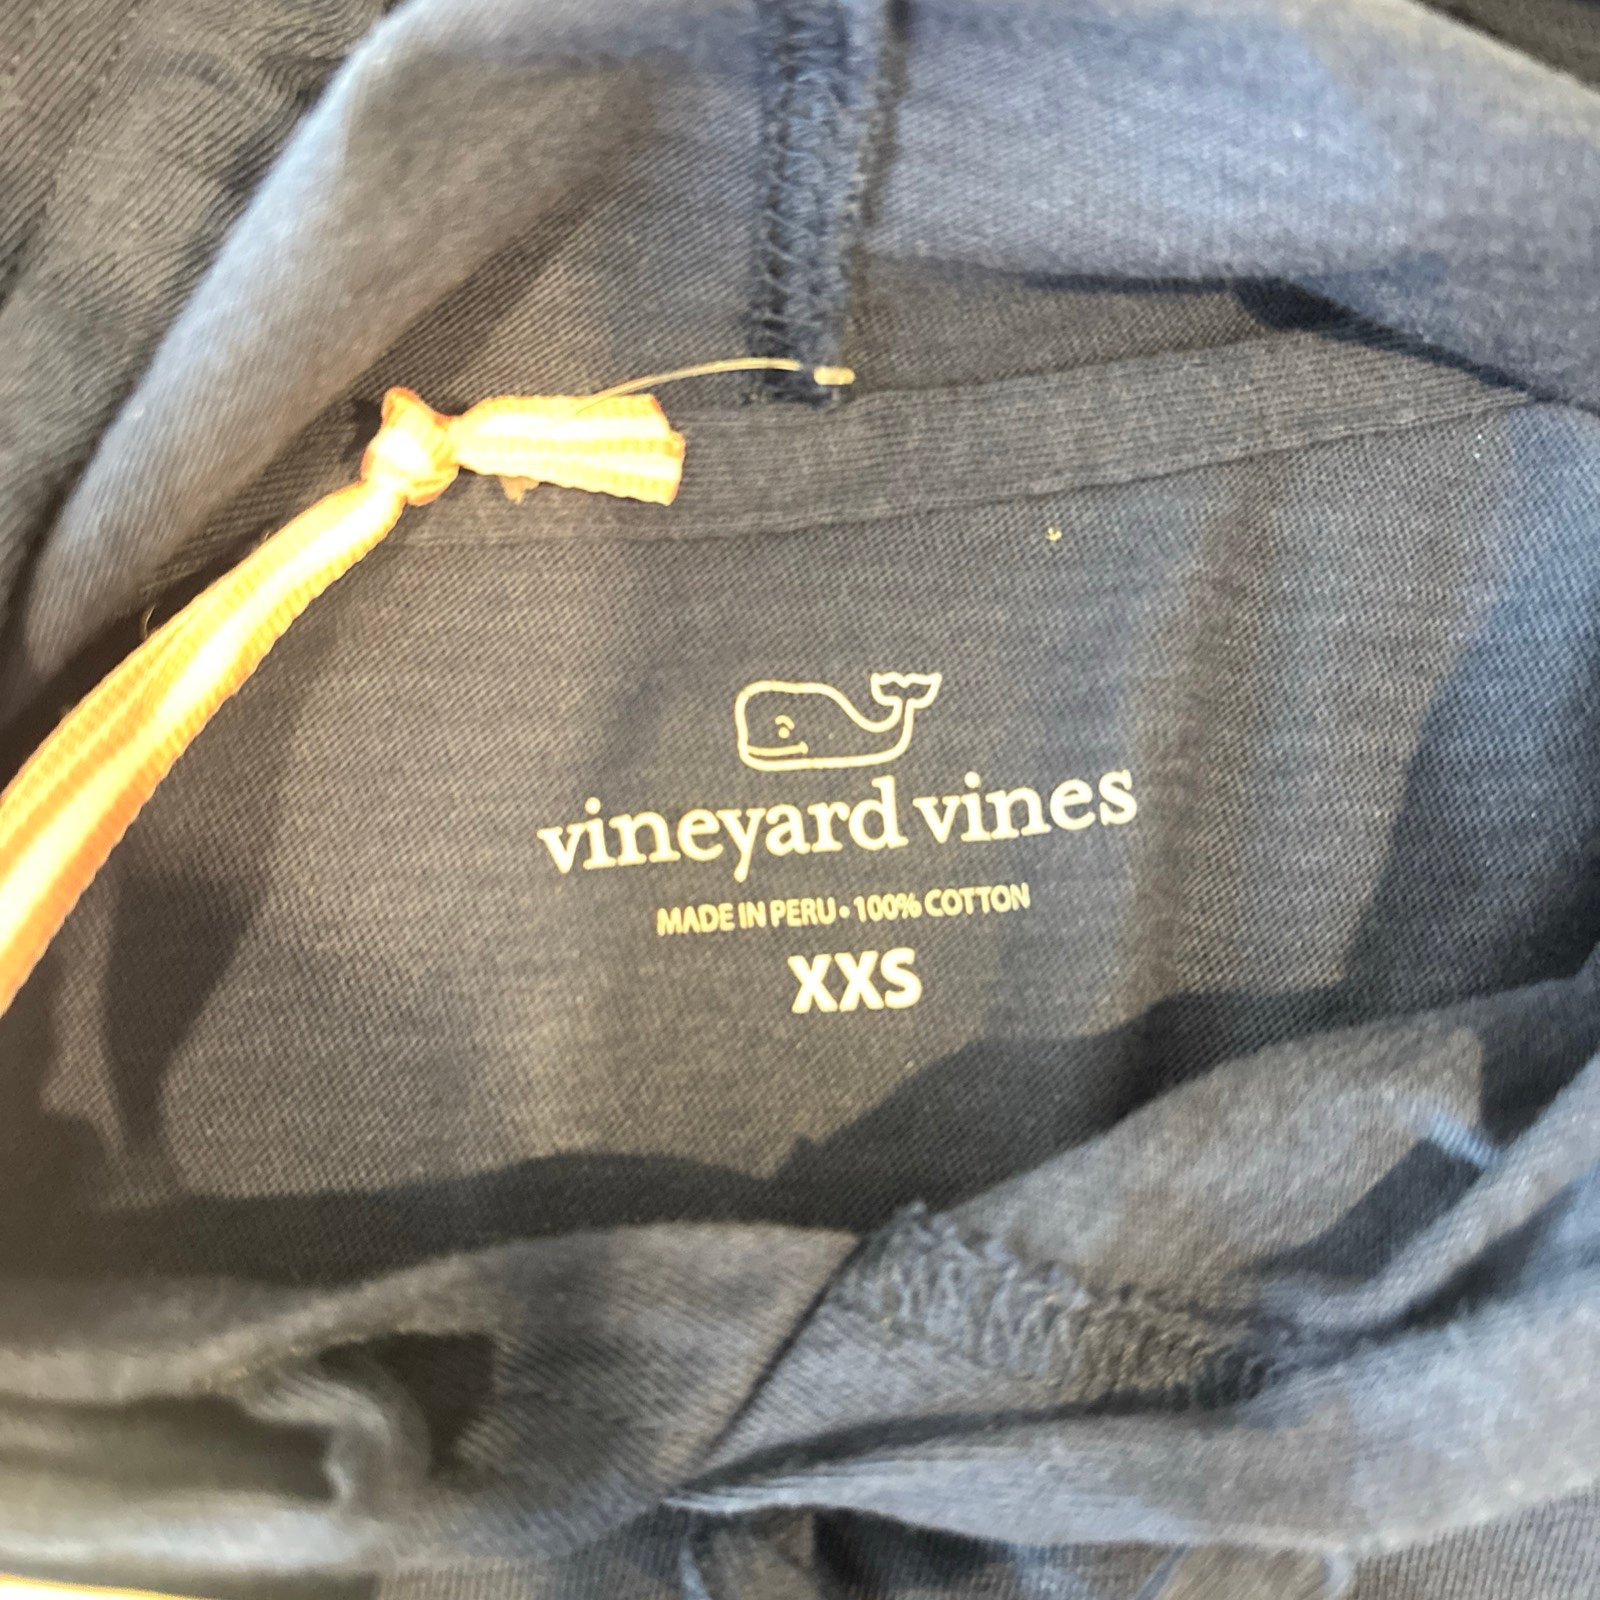 vineyard vines
MADE IN PERU • 100% COTTON
XXS